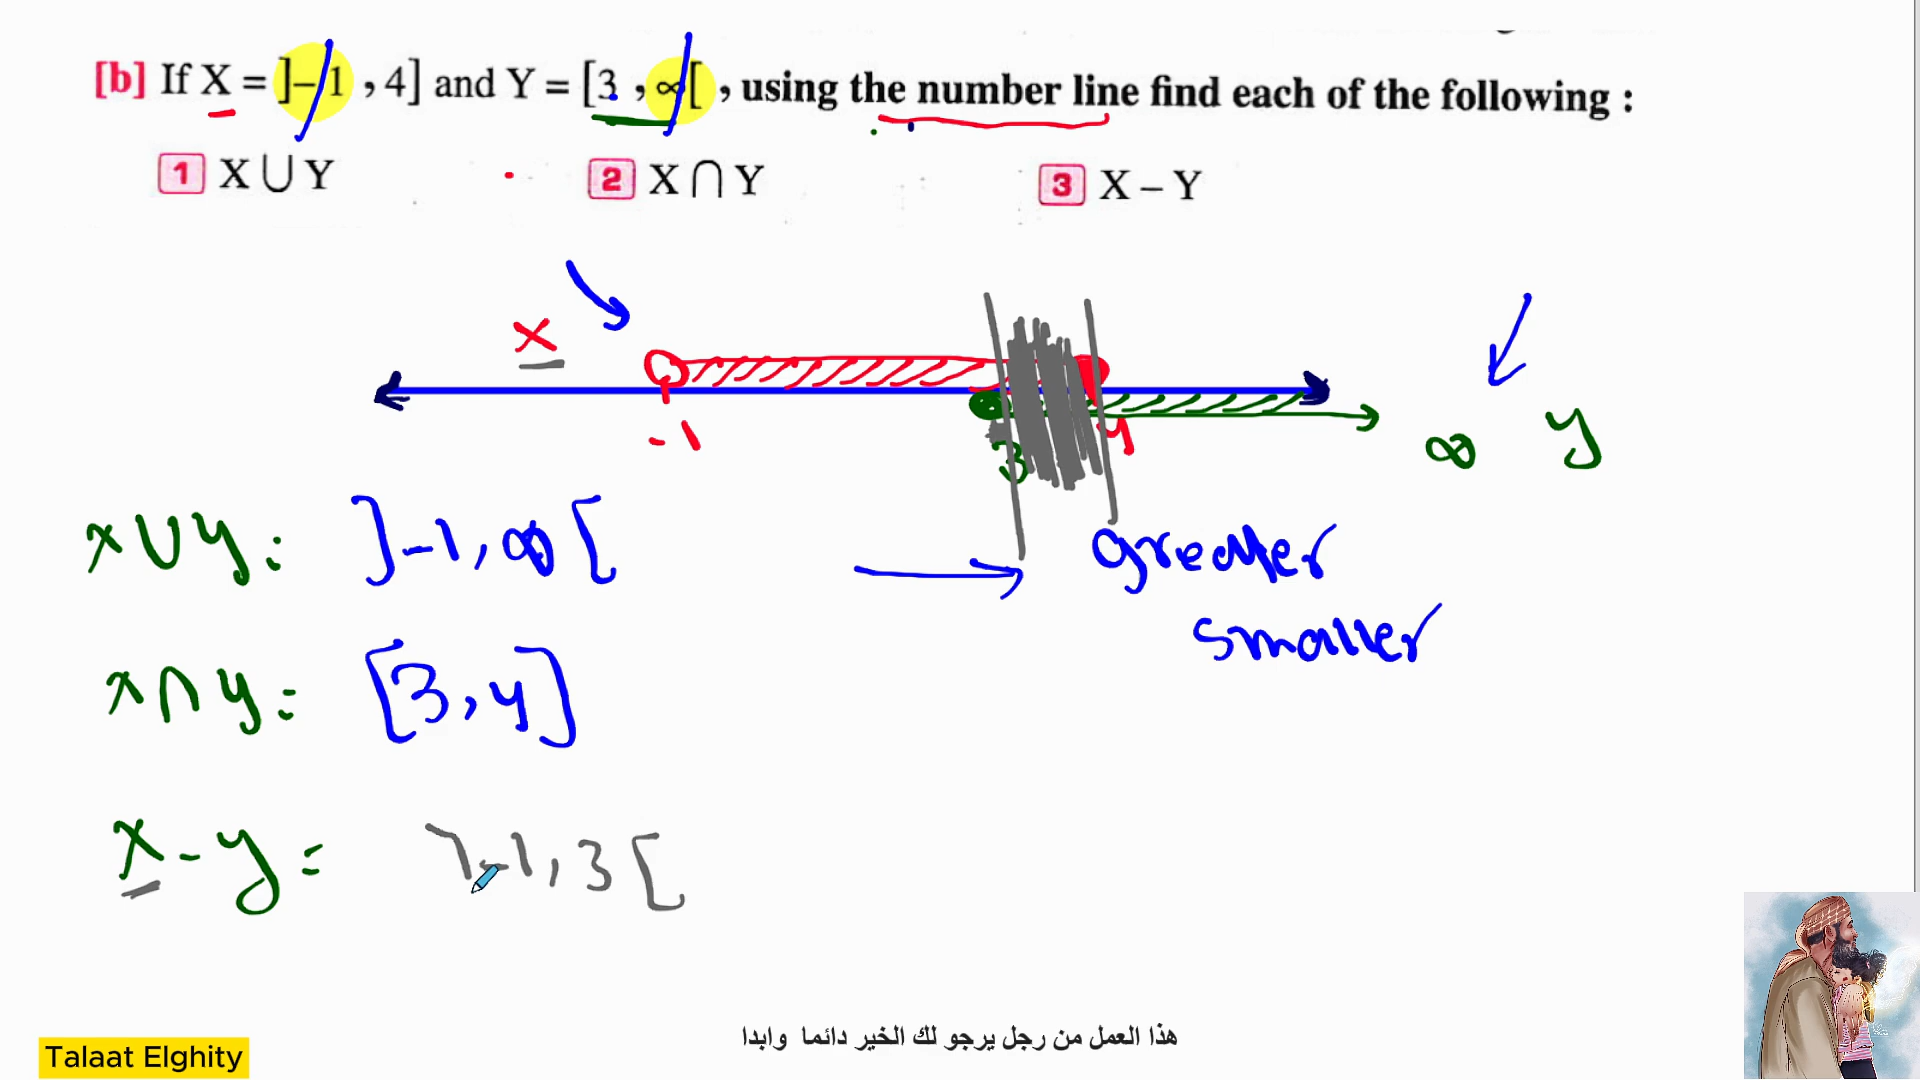 [b] If X = ]-1 , 4] and Y = [3 , ∞[ , using the number line find each of the following :
1 X ∪ Y 2 X ∩ Y 3 X – Y
x
-1 3 4 ∞ y
x∪y= ]-1, ∞[
greater
smaller
x∩y= [3,4]
x-y= ]-1,3[
هذا العمل من رجل يرجو لك الخير دائما وابدا
Talaat Elghity